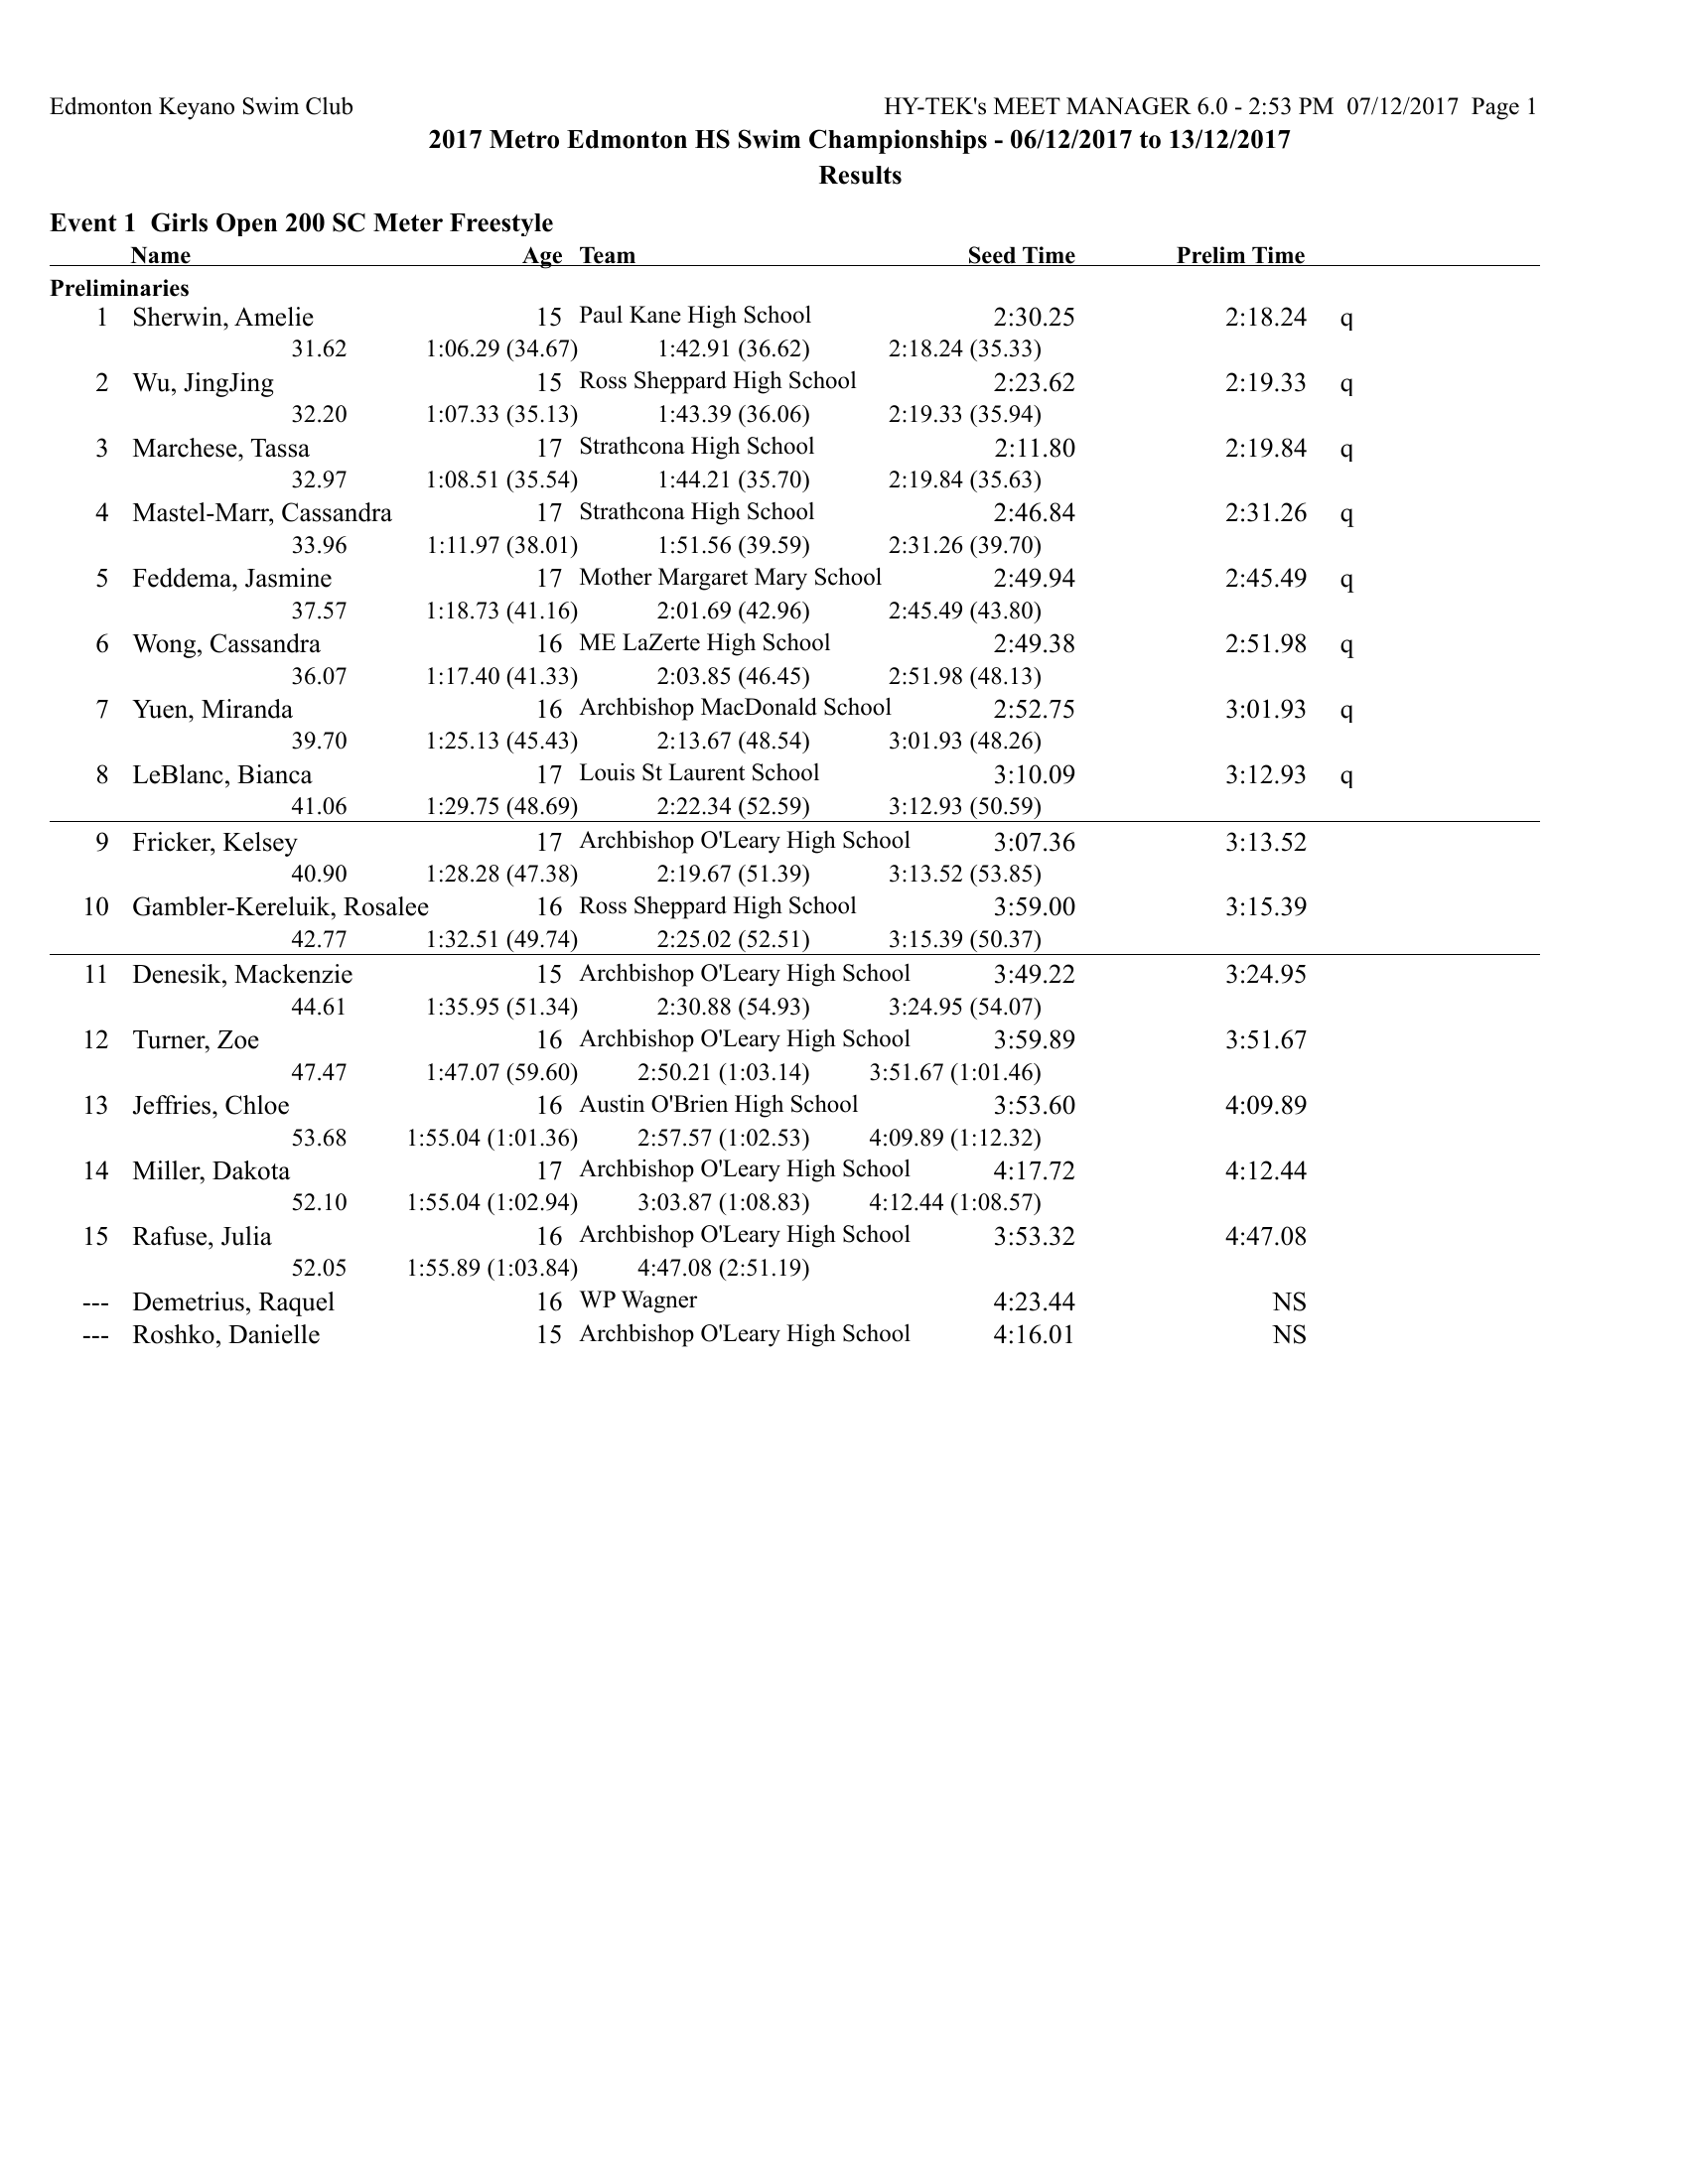 Edmonton Keyano Swim Club HY-TEK's MEET MANAGER 6.0 - 2:53 PM 07/12/2017 Page 1
2017 Metro Edmonton HS Swim Championships - 06/12/2017 to 13/12/2017
Results
Event 1 Girls Open 200 SC Meter Freestyle
Name Age Team Seed Time Prelim Time
Preliminaries
1 Sherwin, Amelie 15 Paul Kane High School 2:30.25 2:18.24 q
31.62 1:06.29 (34.67) 1:42.91 (36.62) 2:18.24 (35.33)
2 Wu, JingJing 15 Ross Sheppard High School 2:23.62 2:19.33 q
32.20 1:07.33 (35.13) 1:43.39 (36.06) 2:19.33 (35.94)
3 Marchese, Tassa 17 Strathcona High School 2:11.80 2:19.84 q
32.97 1:08.51 (35.54) 1:44.21 (35.70) 2:19.84 (35.63)
4 Mastel-Marr, Cassandra 17 Strathcona High School 2:46.84 2:31.26 q
33.96 1:11.97 (38.01) 1:51.56 (39.59) 2:31.26 (39.70)
5 Feddema, Jasmine 17 Mother Margaret Mary School 2:49.94 2:45.49 q
37.57 1:18.73 (41.16) 2:01.69 (42.96) 2:45.49 (43.80)
6 Wong, Cassandra 16 ME LaZerte High School 2:49.38 2:51.98 q
36.07 1:17.40 (41.33) 2:03.85 (46.45) 2:51.98 (48.13)
7 Yuen, Miranda 16 Archbishop MacDonald School 2:52.75 3:01.93 q
39.70 1:25.13 (45.43) 2:13.67 (48.54) 3:01.93 (48.26)
8 LeBlanc, Bianca 17 Louis St Laurent School 3:10.09 3:12.93 q
41.06 1:29.75 (48.69) 2:22.34 (52.59) 3:12.93 (50.59)
9 Fricker, Kelsey 17 Archbishop O'Leary High School 3:07.36 3:13.52
40.90 1:28.28 (47.38) 2:19.67 (51.39) 3:13.52 (53.85)
10 Gambler-Kereluik, Rosalee 16 Ross Sheppard High School 3:59.00 3:15.39
42.77 1:32.51 (49.74) 2:25.02 (52.51) 3:15.39 (50.37)
11 Denesik, Mackenzie 15 Archbishop O'Leary High School 3:49.22 3:24.95
44.61 1:35.95 (51.34) 2:30.88 (54.93) 3:24.95 (54.07)
12 Turner, Zoe 16 Archbishop O'Leary High School 3:59.89 3:51.67
47.47 1:47.07 (59.60) 2:50.21 (1:03.14) 3:51.67 (1:01.46)
13 Jeffries, Chloe 16 Austin O'Brien High School 3:53.60 4:09.89
53.68 1:55.04 (1:01.36) 2:57.57 (1:02.53) 4:09.89 (1:12.32)
14 Miller, Dakota 17 Archbishop O'Leary High School 4:17.72 4:12.44
52.10 1:55.04 (1:02.94) 3:03.87 (1:08.83) 4:12.44 (1:08.57)
15 Rafuse, Julia 16 Archbishop O'Leary High School 3:53.32 4:47.08
52.05 1:55.89 (1:03.84) 4:47.08 (2:51.19)
--- Demetrius, Raquel 16 WP Wagner 4:23.44 NS
--- Roshko, Danielle 15 Archbishop O'Leary High School 4:16.01 NS